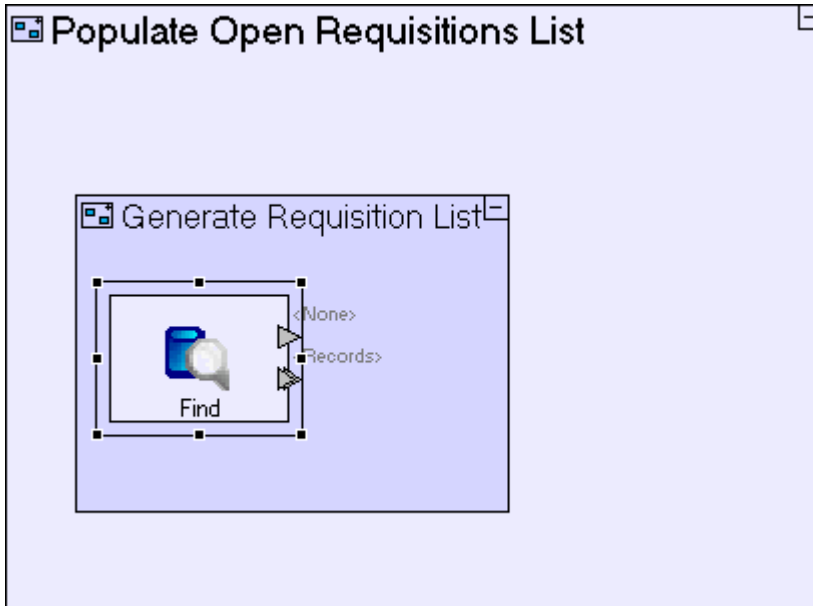 Populate Open Requisitions List
Generate Requisition List
<None>
<Records>
Find